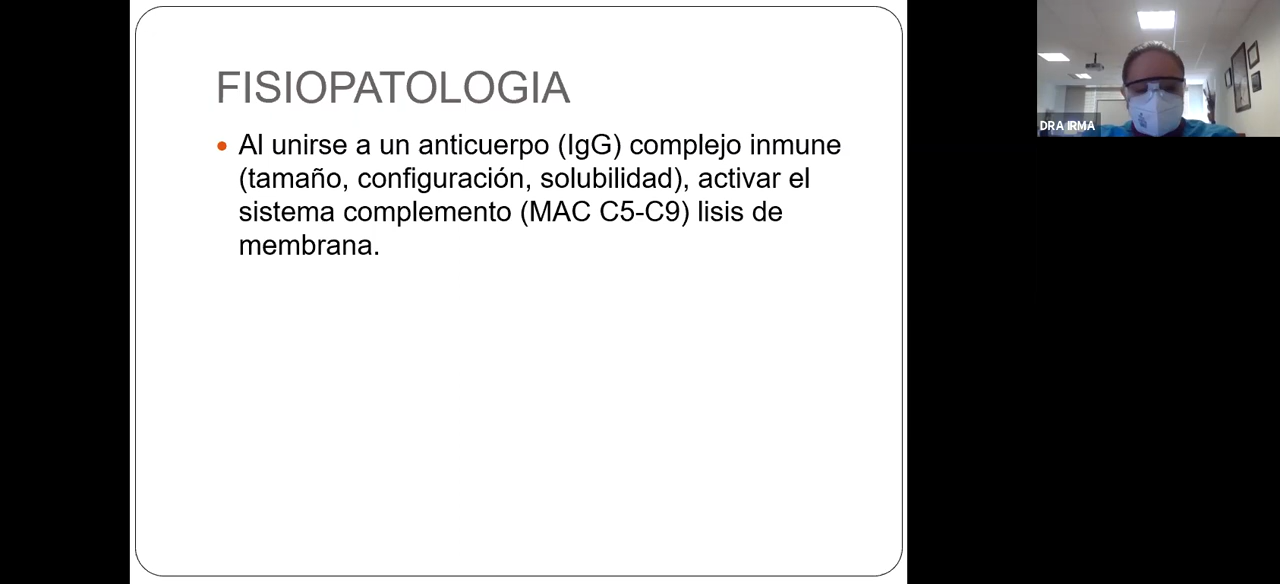 FISIOPATOLOGIA
• Al unirse a un anticuerpo (IgG) complejo inmune
(tamaño, configuración, solubilidad), activar el
sistema complemento (MAC C5-C9) lisis de
membrana.
DRA IRMA